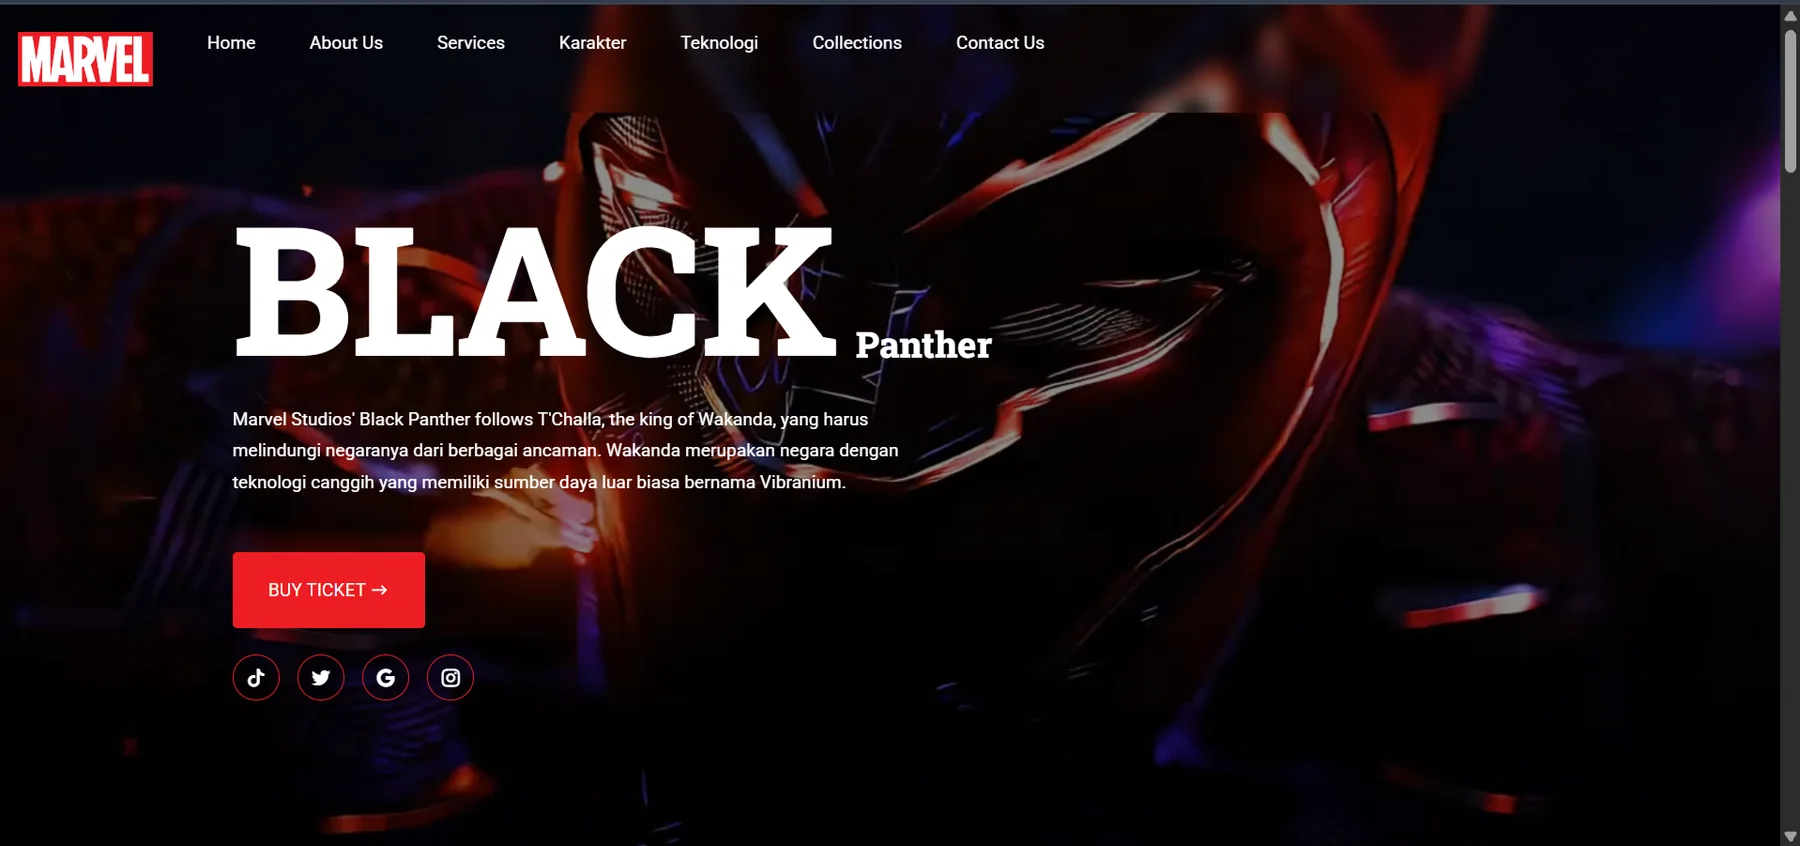 MARVEL
Home About Us Services Karakter Teknologi Collections Contact Us
BLACK Panther
Marvel Studios' Black Panther follows T'Challa, the king of Wakanda, yang harus
melindungi negaranya dari berbagai ancaman. Wakanda merupakan negara dengan
teknologi canggih yang memiliki sumber daya luar biasa bernama Vibranium.
BUY TICKET →